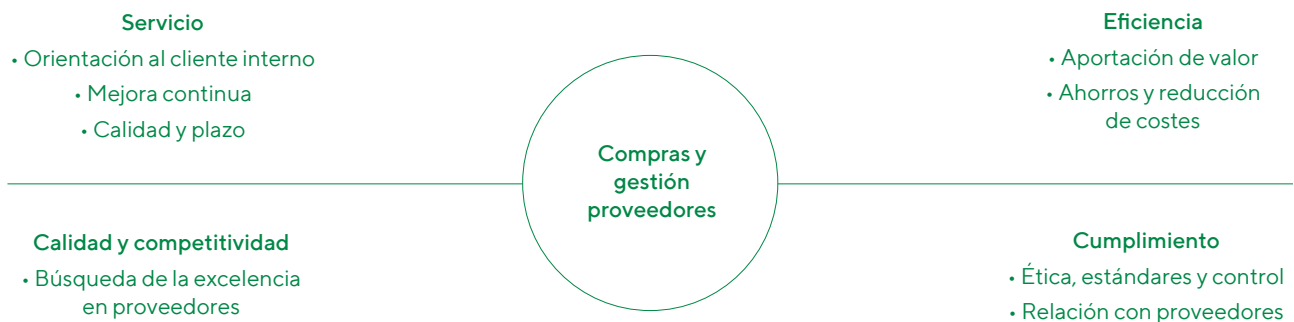 Servicio
• Orientación al cliente interno
• Mejora continua
• Calidad y plazo
Eficiencia
• Aportación de valor
• Ahorros y reducción
de costes
Compras y
gestión
proveedores
Calidad y competitividad
• Búsqueda de la excelencia
en proveedores
Cumplimiento
• Ética, estándares y control
• Relación con proveedores